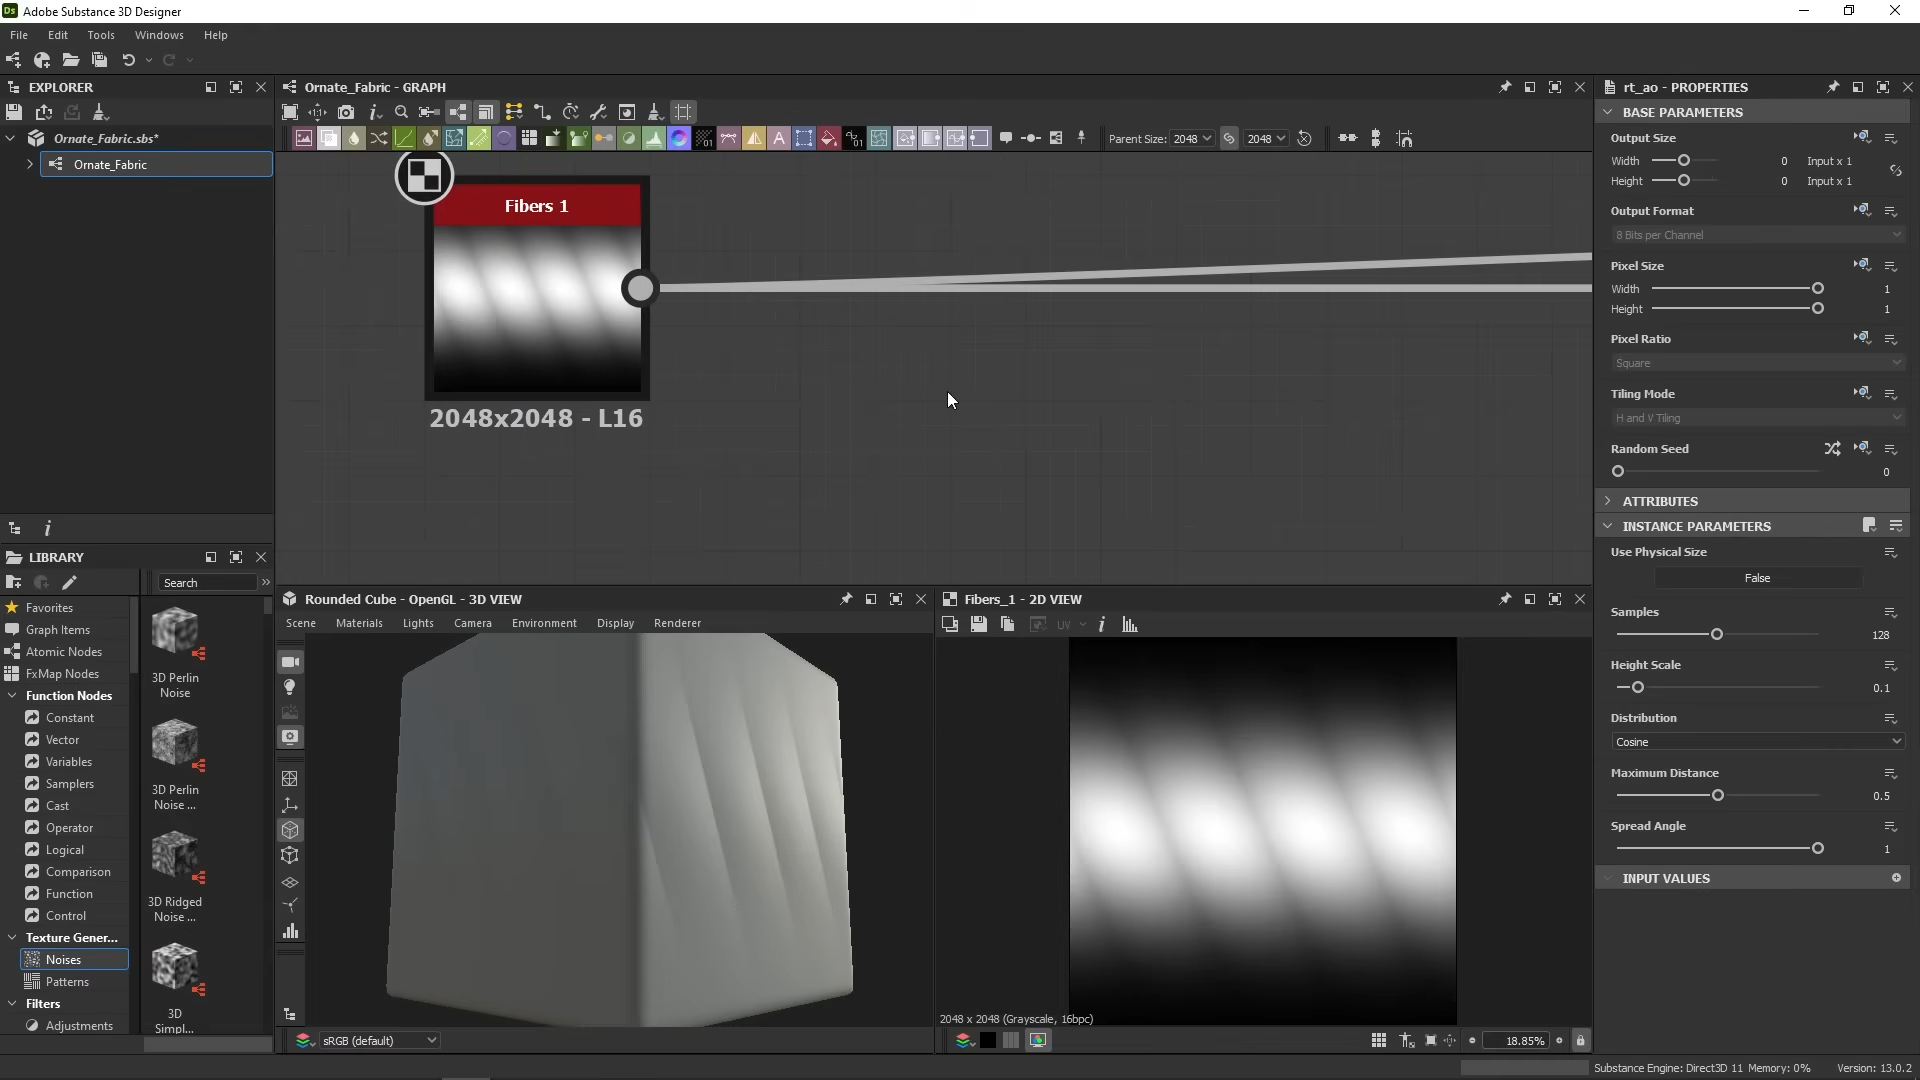 Ds Adobe Substance 3D Designer
File Edit Tools Windows Help
EXPLORER
Ornate_Fabric.sbs*
Ornate_Fabric
LIBRARY
Search
Favorites
Graph Items
Atomic Nodes
FxMap Nodes
Function Nodes
Constant
Vector
Variables
Samplers
Cast
Operator
Logical
Comparison
Function
Control
Texture Gener...
Noises
Patterns
Filters
Adjustments
3D Perlin
Noise
3D Perlin
Noise ...
3D Ridged
Noise ...
3D
Simpl...
Ornate_Fabric - GRAPH
Parent Size: 2048 2048
Fibers 1
2048x2048 - L16
Rounded Cube - OpenGL - 3D VIEW
Scene Materials Lights Camera Environment Display Renderer
sRGB (default)
Fibers_1 - 2D VIEW
UV
2048 x 2048 (Grayscale, 16bpc)
18.85%
rt_ao - PROPERTIES
BASE PARAMETERS
Output Size
Width 0 Input x 1
Height 0 Input x 1
Output Format
8 Bits per Channel
Pixel Size
Width 1
Height 1
Pixel Ratio
Square
Tiling Mode
H and V Tiling
Random Seed
0
ATTRIBUTES
INSTANCE PARAMETERS
Use Physical Size
False
Samples
128
Height Scale
0.1
Distribution
Cosine
Maximum Distance
0.5
Spread Angle
1
INPUT VALUES
Substance Engine: Direct3D 11 Memory: 0% Version: 13.0.2